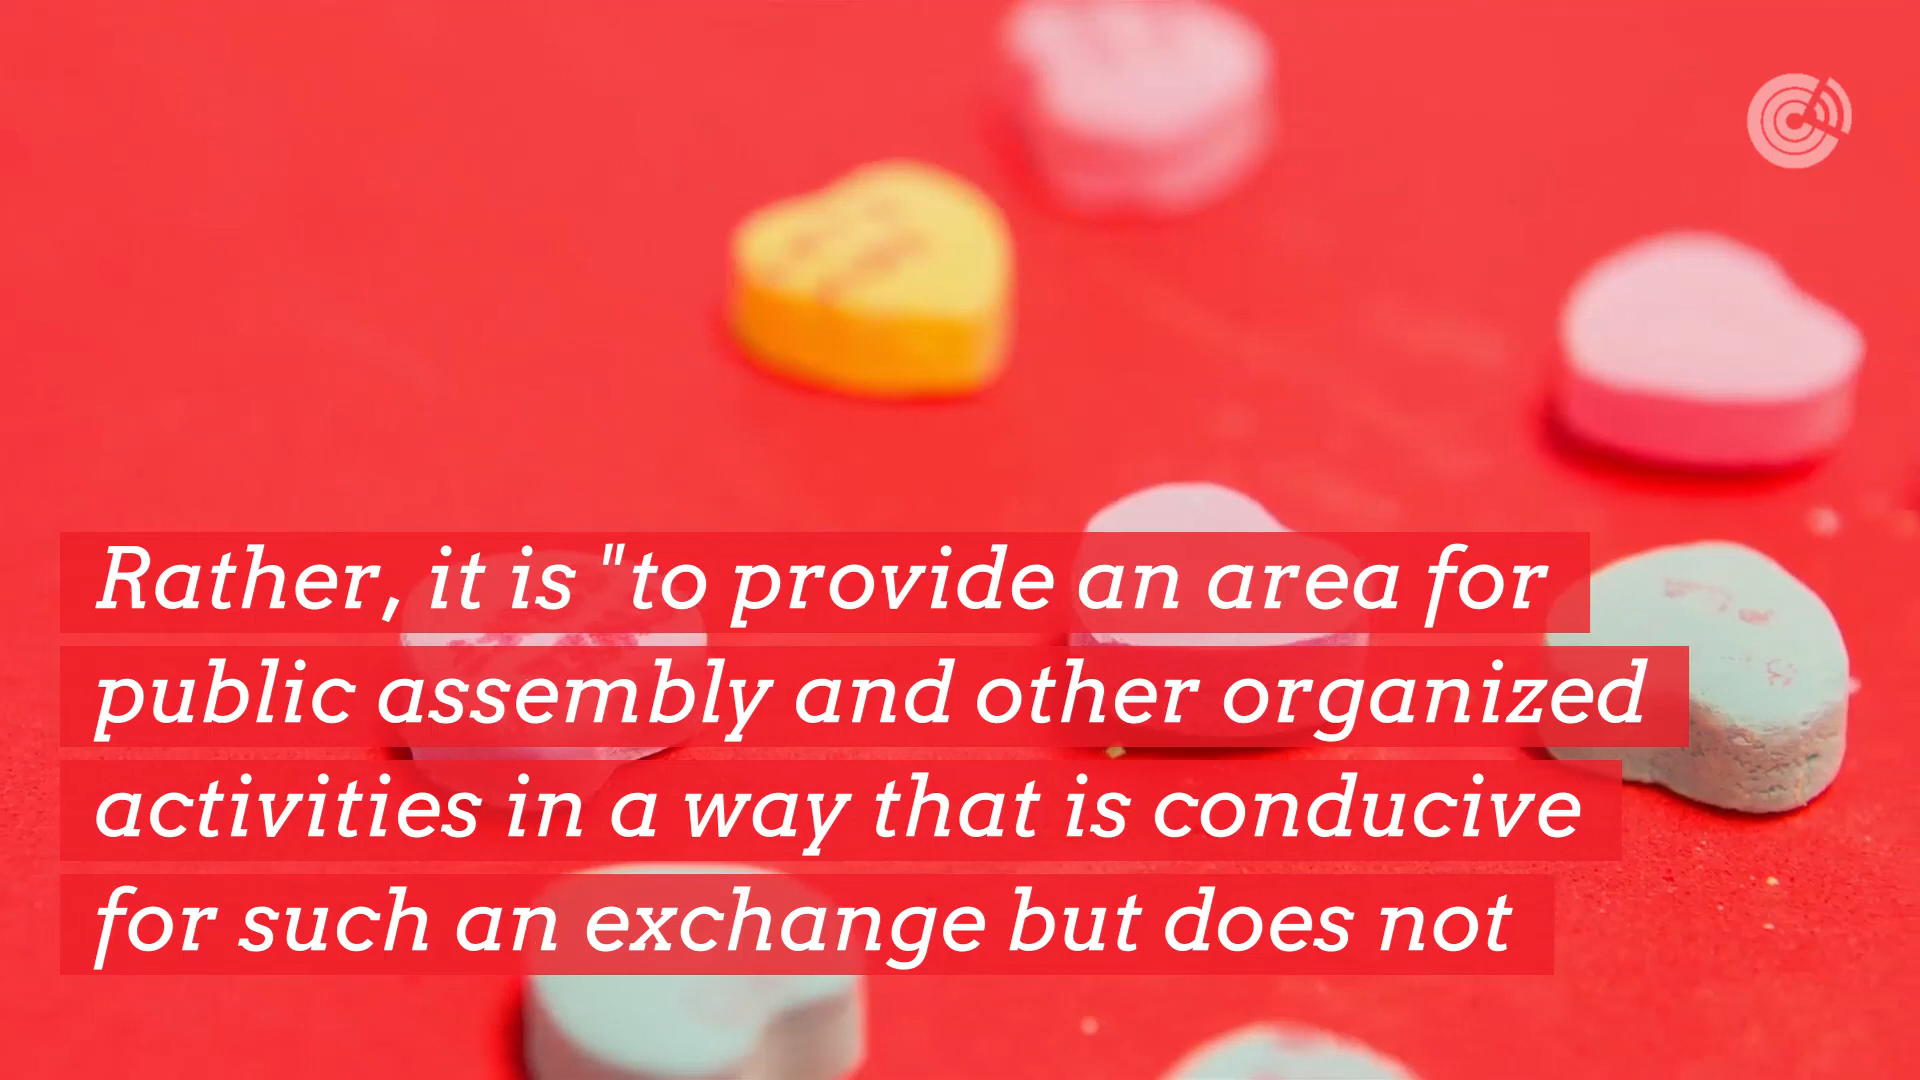 Rather, it is "to provide an area for
public assembly and other organized
activities in a way that is conducive
for such an exchange but does not